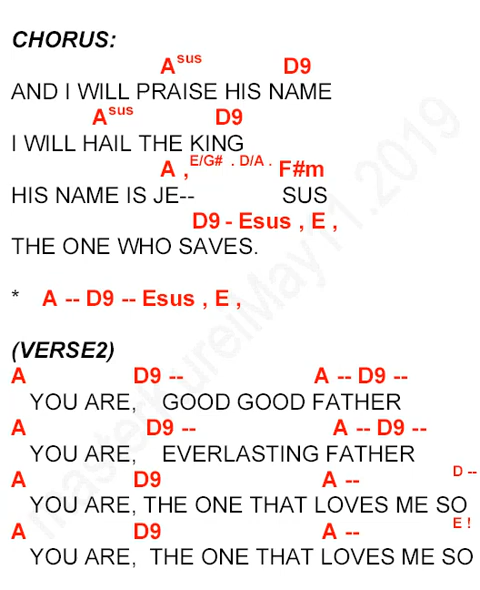 CHORUS:
Asus D9
AND I WILL PRAISE HIS NAME
Asus D9
I WILL HAIL THE KING
A , E/G# . D/A . F#m
HIS NAME IS JE-- SUS
D9 - Esus , E ,
THE ONE WHO SAVES.
* A -- D9 -- Esus , E ,
(VERSE2)
A D9 -- A -- D9 --
YOU ARE, GOOD GOOD FATHER
A D9 -- A -- D9 --
YOU ARE, EVERLASTING FATHER
A D9 A -- D --
YOU ARE, THE ONE THAT LOVES ME SO
A D9 A -- E !
YOU ARE, THE ONE THAT LOVES ME SO